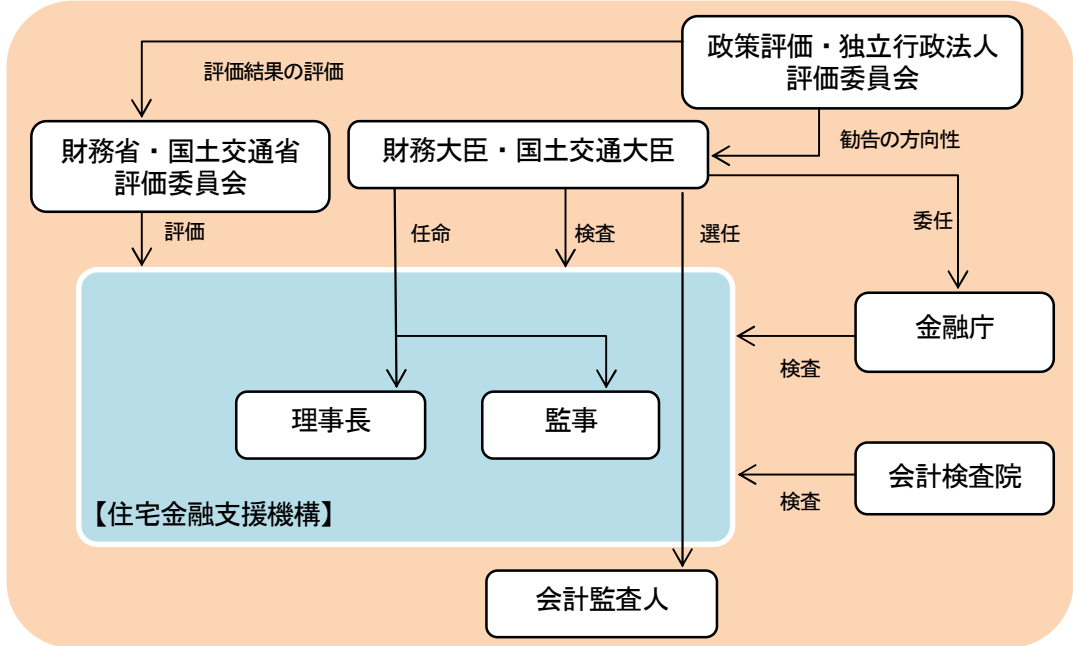 政策評価・独立行政法人
評価委員会
評価結果の評価
財務省・国土交通省
評価委員会
財務大臣・国土交通大臣
勧告の方向性
評価
任命
検査
選任
委任
金融庁
検査
理事長
監事
会計検査院
検査
【住宅金融支援機構】
会計監査人